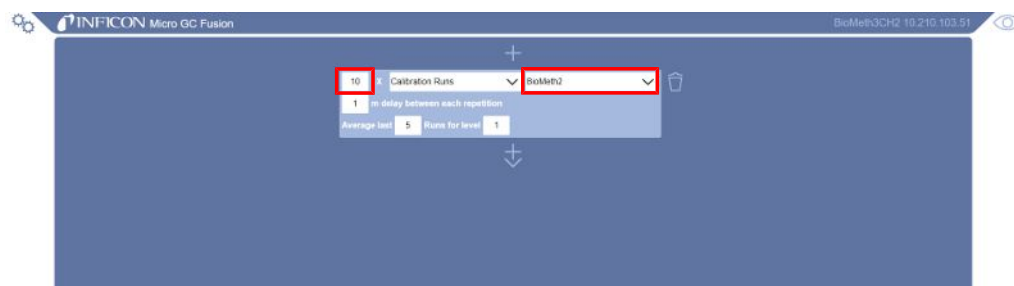 INFICON Micro GC Fusion BioMeth3CH2 10.210.103.51
10 X Calibration Runs BioMeth2
1 m delay between each repetition
Average last 5 Runs for level 1